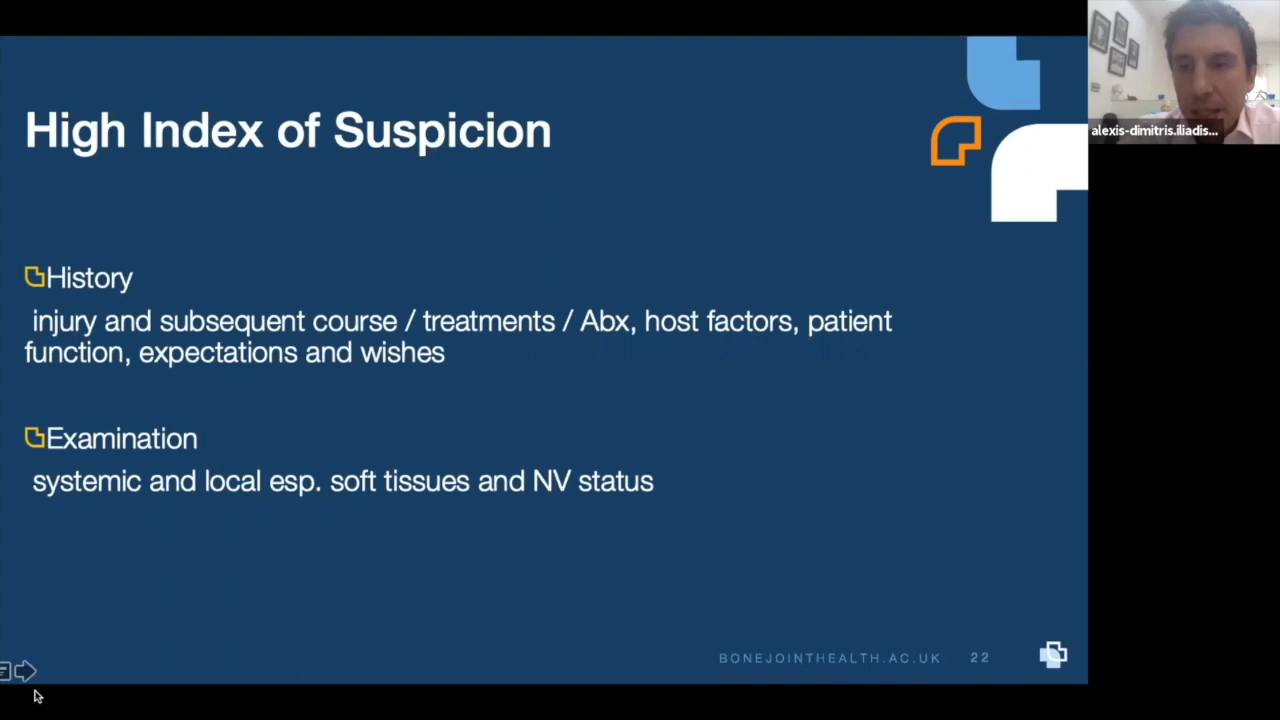 High Index of Suspicion
History
injury and subsequent course / treatments / Abx, host factors, patient
function, expectations and wishes
Examination
systemic and local esp. soft tissues and NV status
BONEJOINTHEALTH.AC.UK 22
alexis-dimitris.iliadis...